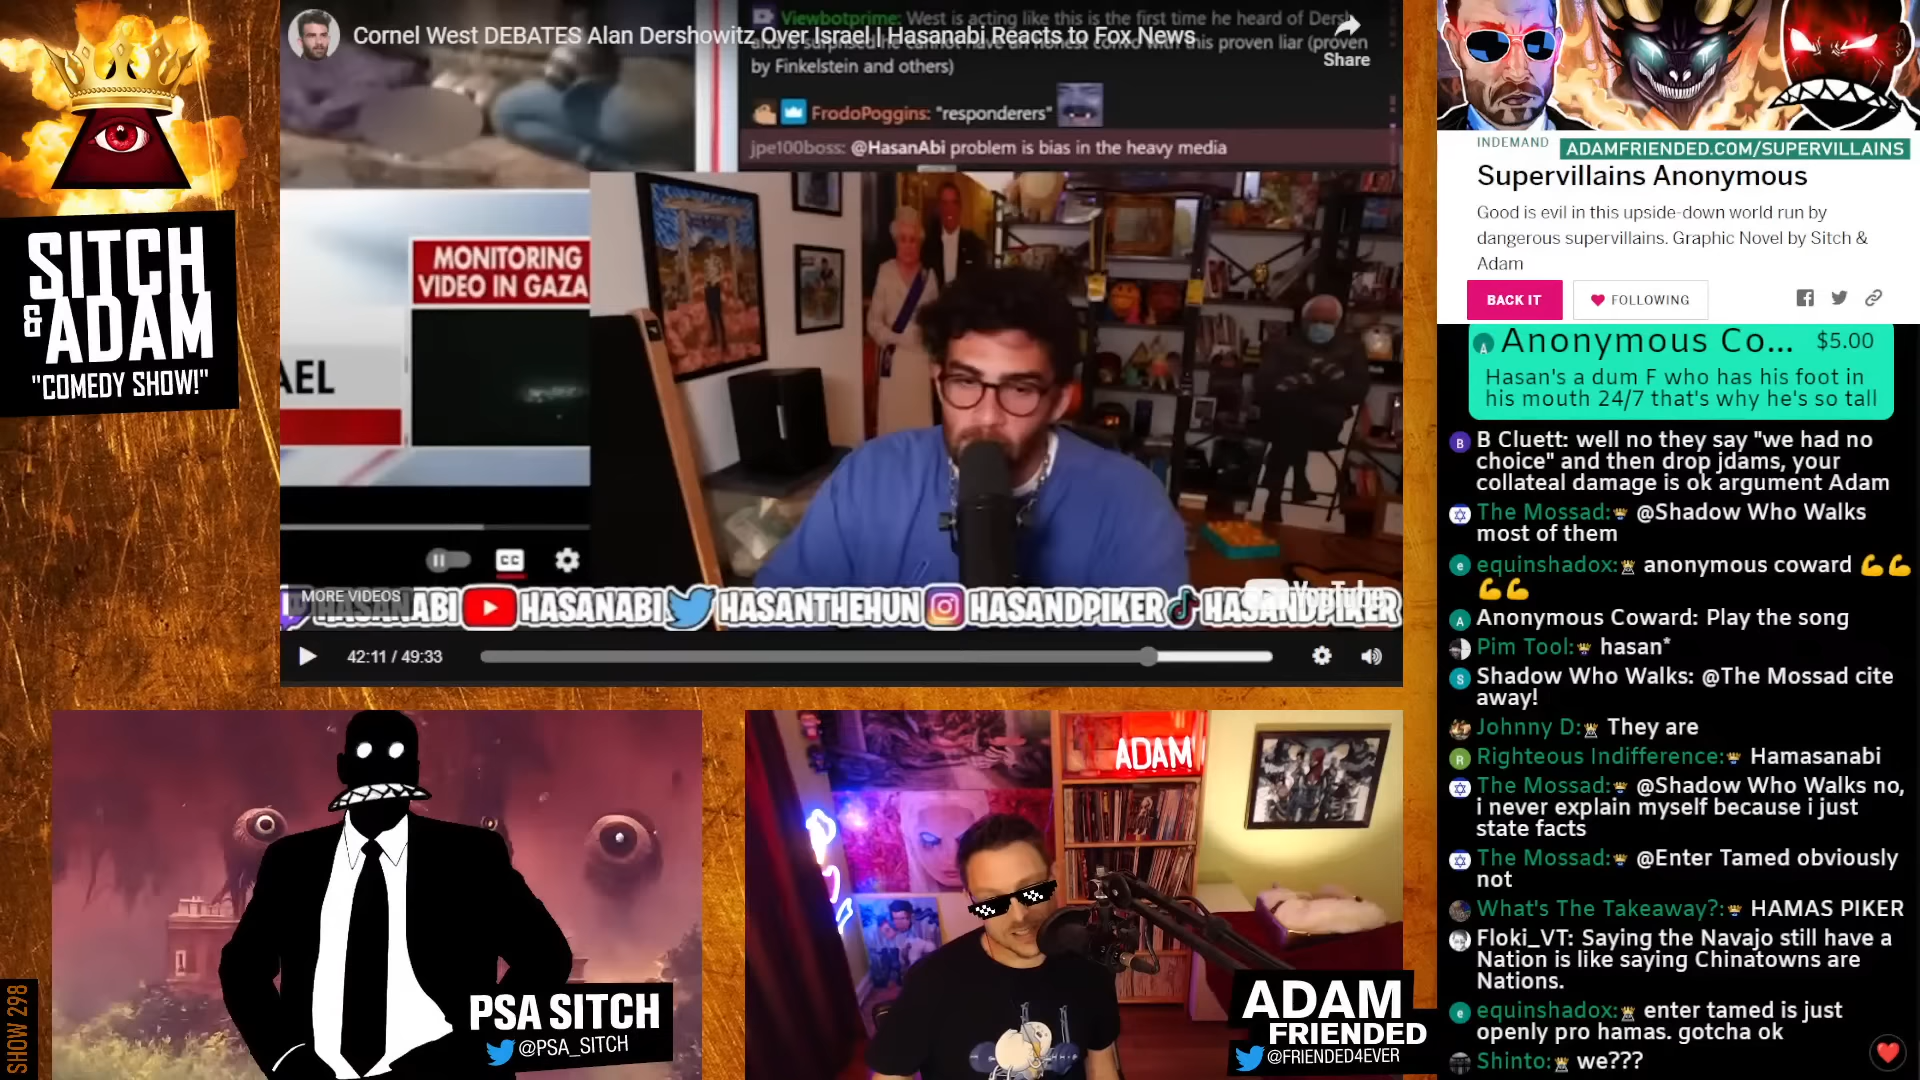 SITCH
& ADAM
"COMEDY SHOW!"
SHOW 298
Cornel West DEBATES Alan Dershowitz Over Israel | Hasanabi Reacts to Fox News
Share
Viewbotprime: West is acting like this is the first time he heard of Dersh
this proven liar (proven
by Finkelstein and others)
FrodoPoggins: "responderers"
jpe100boss: @HasanAbi problem is bias in the heavy media
MONITORING
VIDEO IN GAZA
AEL
CC
MORE VIDEOS
HASANABI HASANABI HASANTHEHUN HASANDPIKER HASANDPIKER
YouTube
42:11 / 49:33
PSA SITCH
@PSA_SITCH
ADAM
ADAM
FRIENDED
@FRIENDED4EVER
INDEMAND
ADAMFRIENDED.COM/SUPERVILLAINS
Supervillains Anonymous
Good is evil in this upside-down world run by
dangerous supervillains. Graphic Novel by Sitch &
Adam
BACK IT
FOLLOWING
A Anonymous Co... $5.00
Hasan's a dum F who has his foot in
his mouth 24/7 that's why he's so tall
B B Cluett: well no they say "we had no
choice" and then drop jdams, your
collateral damage is ok argument Adam
The Mossad: @Shadow Who Walks
most of them
e equinshadox: anonymous coward 💪💪
💪💪
A Anonymous Coward: Play the song
Pim Tool: hasan*
S Shadow Who Walks: @The Mossad cite
away!
Johnny D: They are
R Righteous Indifference: Hamasanabi
The Mossad: @Shadow Who Walks no,
i never explain myself because i just
state facts
The Mossad: @Enter Tamed obviously
not
What's The Takeaway?: HAMAS PIKER
Floki_VT: Saying the Navajo still have a
Nation is like saying Chinatowns are
Nations.
e equinshadox: enter tamed is just
openly pro hamas. gotcha ok
Shinto: we???